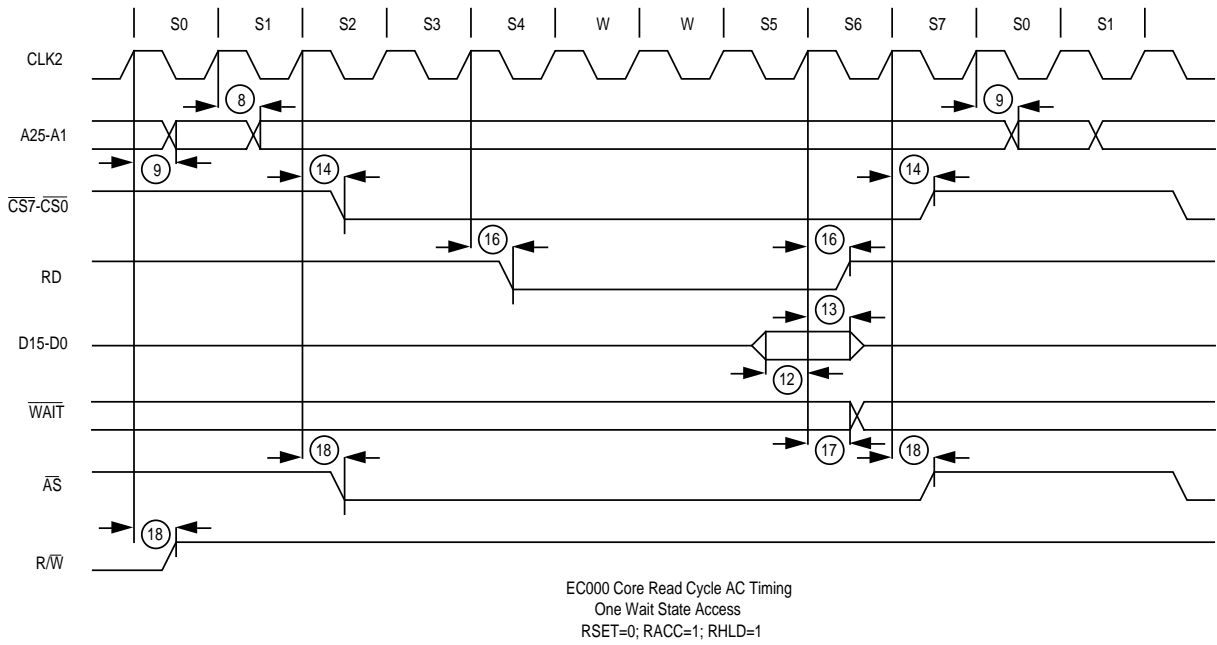 S0 S1 S2 S3 S4 W W S5 S6 S7 S0 S1
CLK2
8 9
A25-A1
9 14 14
CS7-CS0
16 16
RD
13
D15-D0
12
WAIT
18 17 18
AS
18
R/W
EC000 Core Read Cycle AC Timing
One Wait State Access
RSET=0; RACC=1; RHLD=1